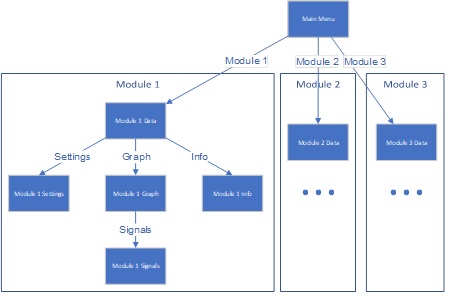 Main Menu
Module 1
Module 2
Module 3
Module 1
Module 2
Module 3
Module 1 Data
Module 2 Data
Module 3 Data
Settings
Graph
Info
Module 1 Settings
Module 1 Graph
Module 1 Info
Signals
Module 1 Signals